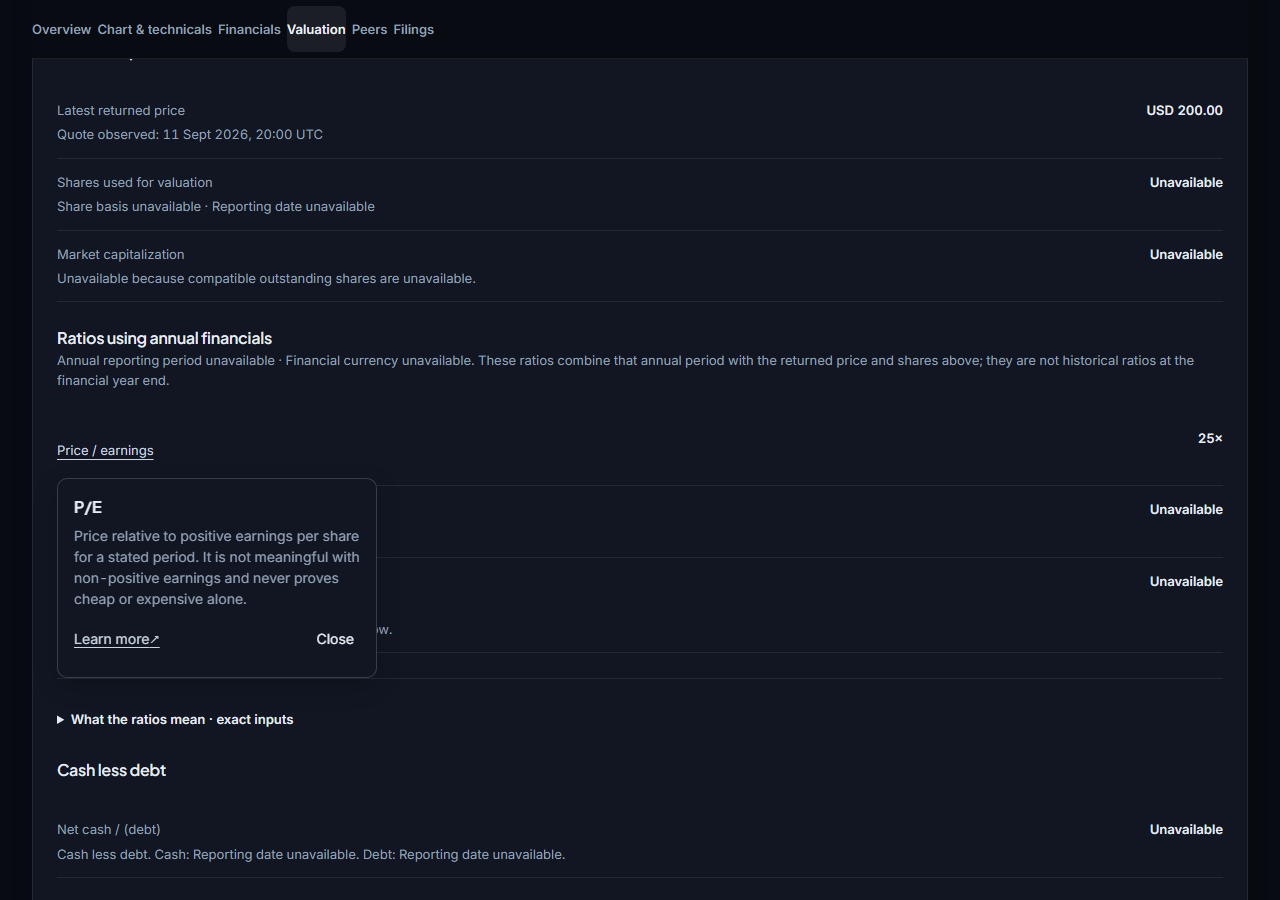 Overview Chart & technicals Financials Valuation Peers Filings
Latest returned price
USD 200.00
Quote observed: 11 Sept 2026, 20:00 UTC
Shares used for valuation
Unavailable
Share basis unavailable · Reporting date unavailable
Market capitalization
Unavailable
Unavailable because compatible outstanding shares are unavailable.
Ratios using annual financials
Annual reporting period unavailable · Financial currency unavailable. These ratios combine that annual period with the returned price and shares above; they are not historical ratios at the
financial year end.
Price / earnings
25×
P/E
Price relative to positive earnings per share
for a stated period. It is not meaningful with
non-positive earnings and never proves
cheap or expensive alone.
Learn more↗
Close
Unavailable
Unavailable
What the ratios mean · exact inputs
Cash less debt
Net cash / (debt)
Unavailable
Cash less debt. Cash: Reporting date unavailable. Debt: Reporting date unavailable.